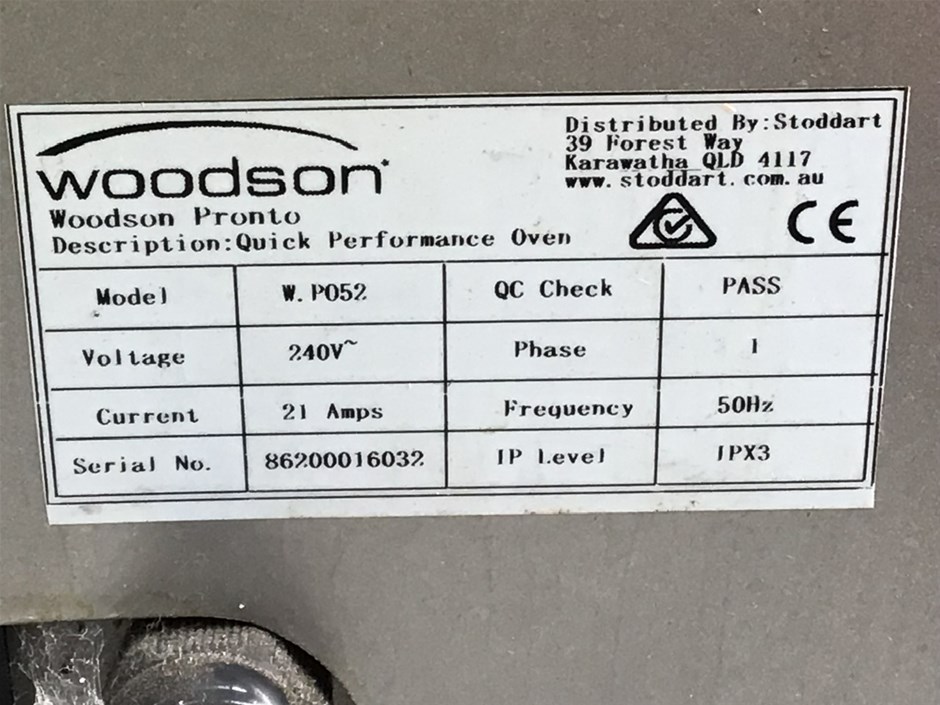 woodson
Woodson Pronto
Description:Quick Performance Oven
Distributed By:Stoddart
39 Forest Way
Karawatha QLD 4117
www.stoddart.com.au
CE
Model W.P052 QC Check PASS
Voltage 240V~ Phase 1
Current 21 Amps Frequency 50Hz
Serial No. 86200016032 IP Level IPX3